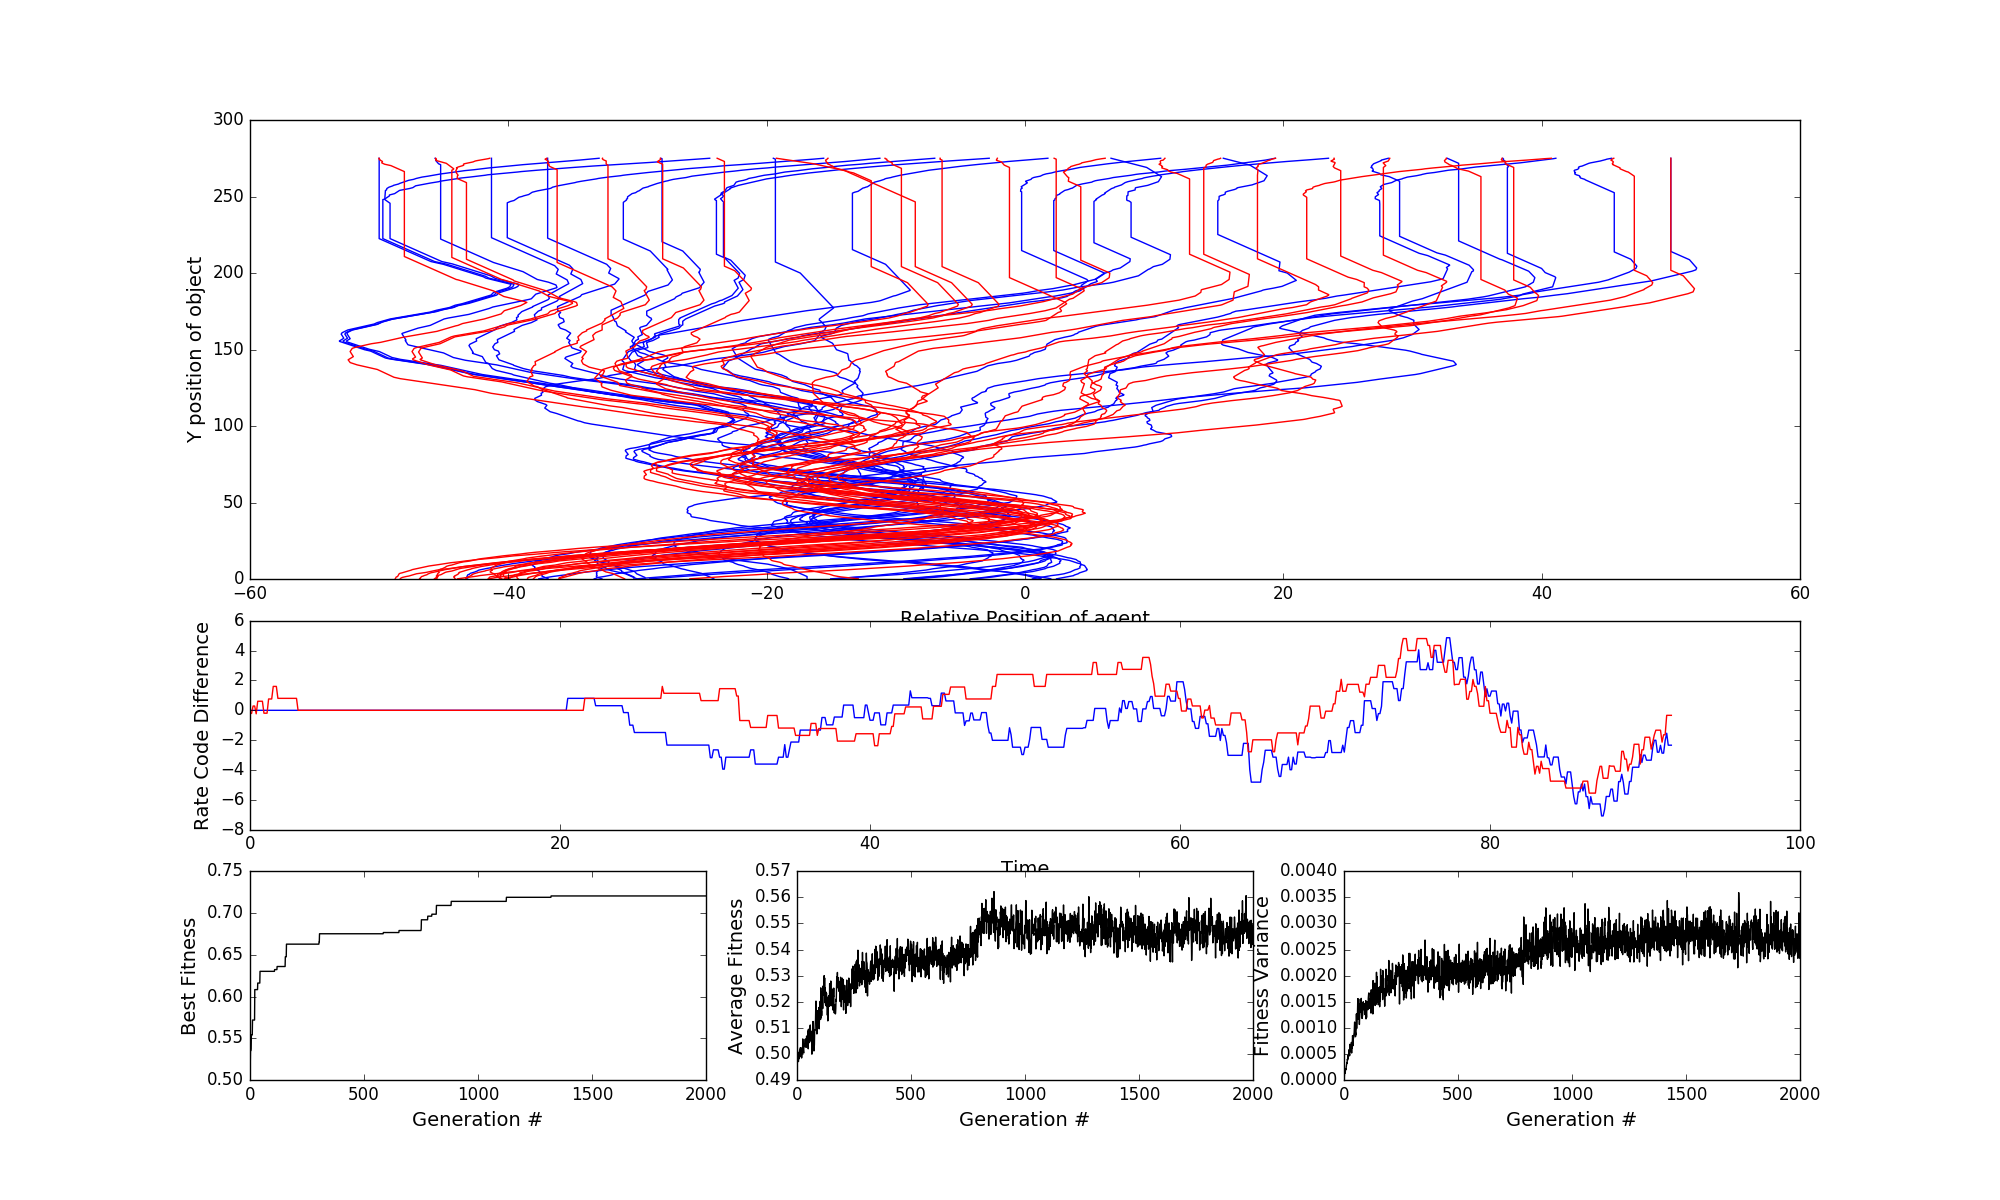 300
250
200
150
100
50
0
Y position of object
−60 −40 −20 0 20 40 60
Relative Position of agent
6
4
2
0
−2
−4
−6
−8
Rate Code Difference
0 20 40 60 80 100
Time
0.75
0.70
0.65
0.60
0.55
0.50
Best Fitness
0 500 1000 1500 2000
Generation #
0.57
0.56
0.55
0.54
0.53
0.52
0.51
0.50
0.49
Average Fitness
0 500 1000 1500 2000
Generation #
0.0040
0.0035
0.0030
0.0025
0.0020
0.0015
0.0010
0.0005
0.0000
Fitness Variance
0 500 1000 1500 2000
Generation #